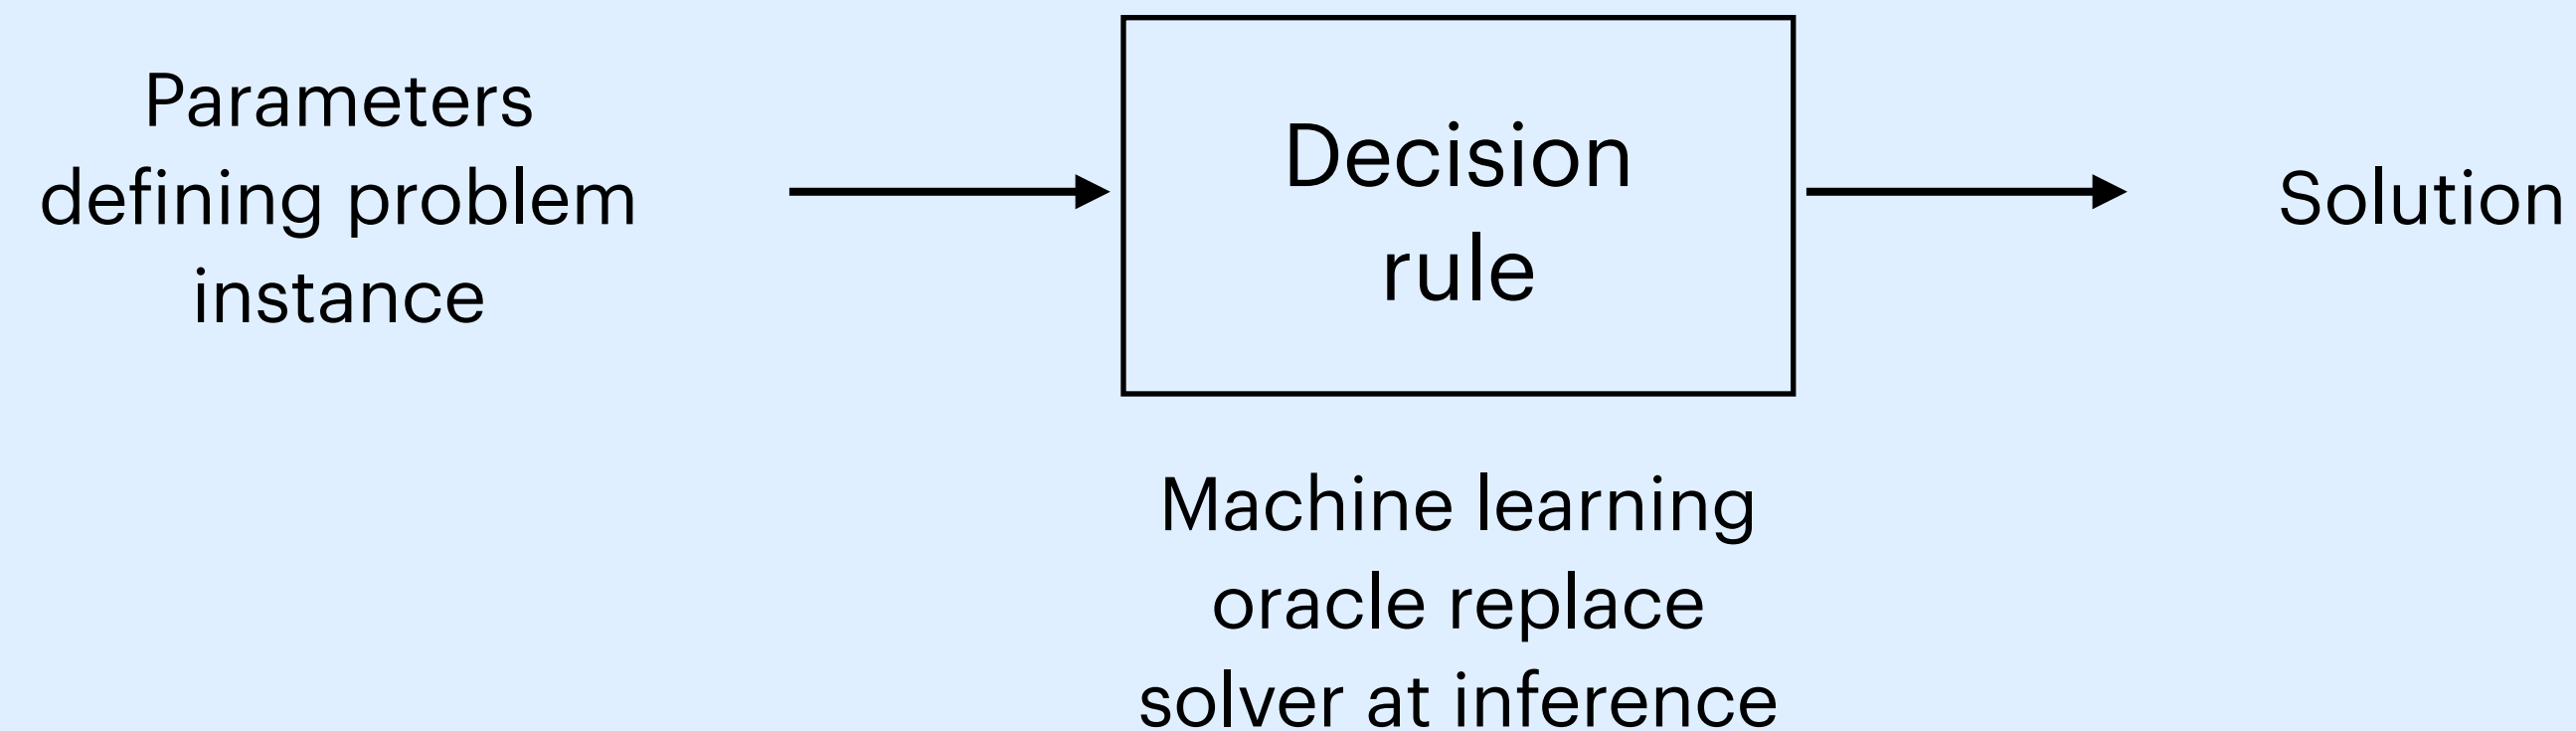 Parameters
defining problem
instance
Decision
rule
Solution
Machine learning
oracle replace
solver at inference